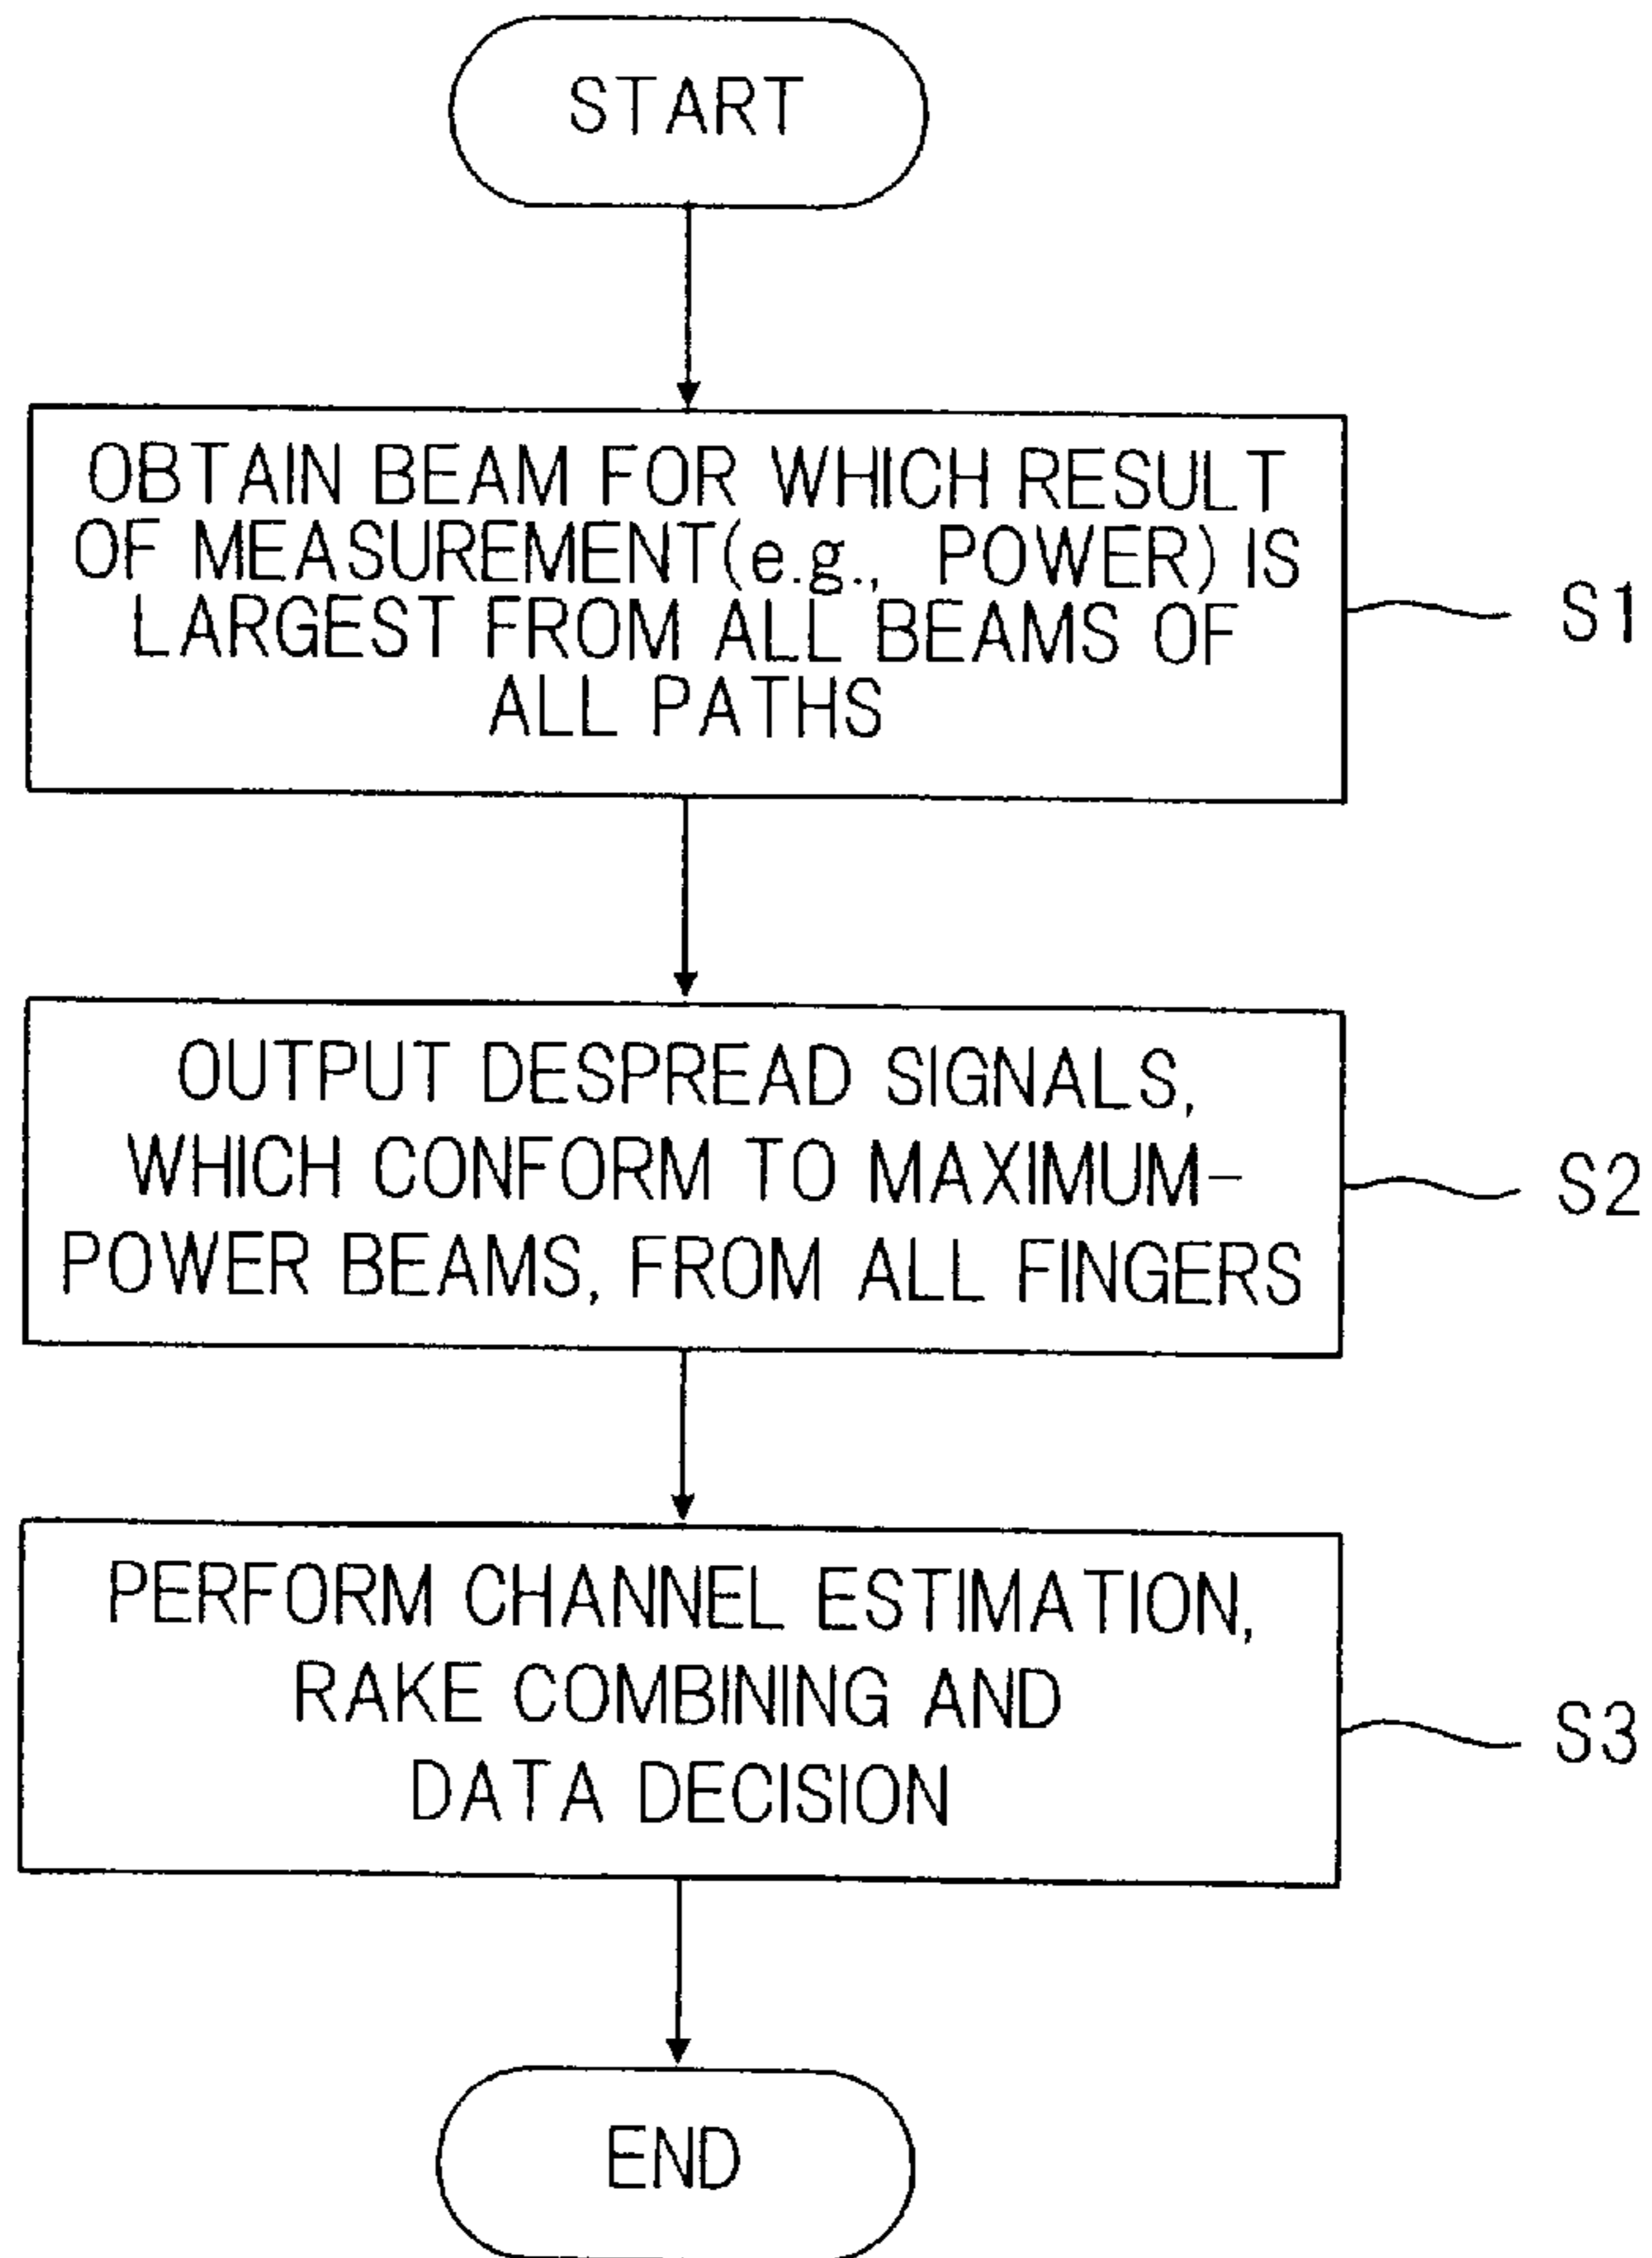 START
OBTAIN BEAM FOR WHICH RESULT
OF MEASUREMENT(e.g., POWER) IS
LARGEST FROM ALL BEAMS OF
ALL PATHS
S1
OUTPUT DESPREAD SIGNALS,
WHICH CONFORM TO MAXIMUM-
POWER BEAMS, FROM ALL FINGERS
S2
PERFORM CHANNEL ESTIMATION,
RAKE COMBINING AND
DATA DECISION
S3
END